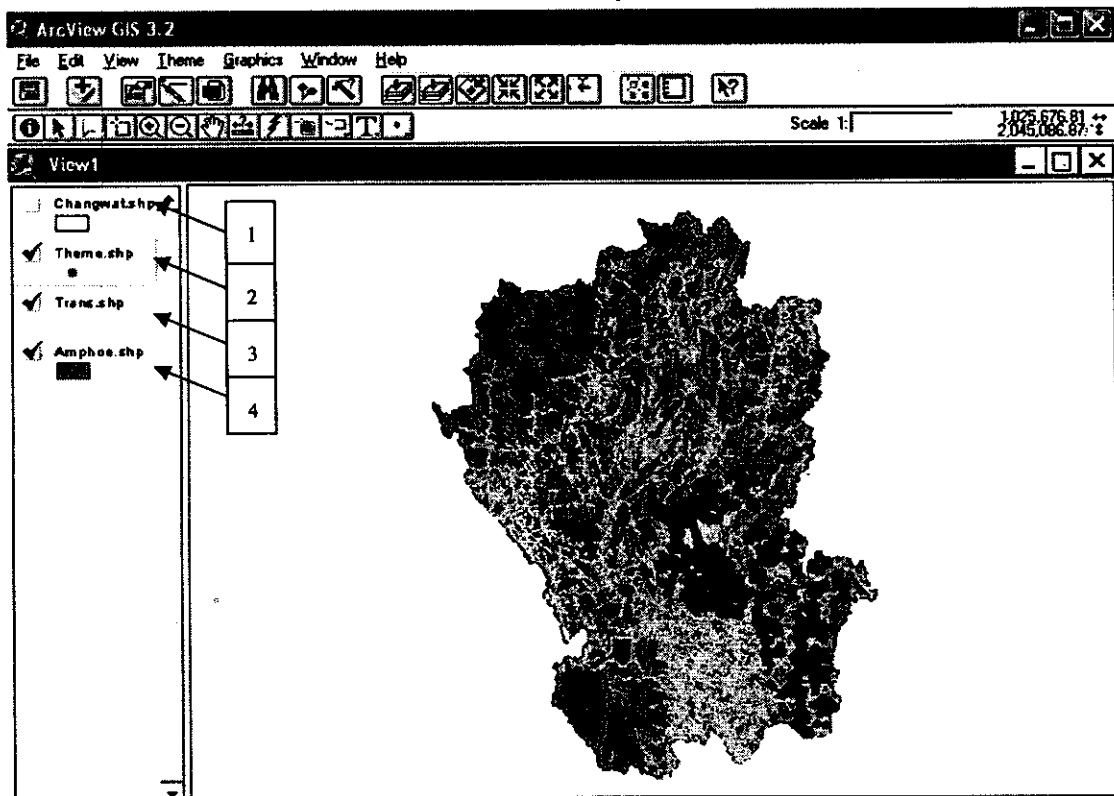 ArcView GIS 3.2
File Edit View Theme Graphics Window Help
Scale 1:
1,025,676.81
2,045,086.87
View1
Changwat.shp
Theme.shp
Trans.shp
Amphoe.shp
1
2
3
4